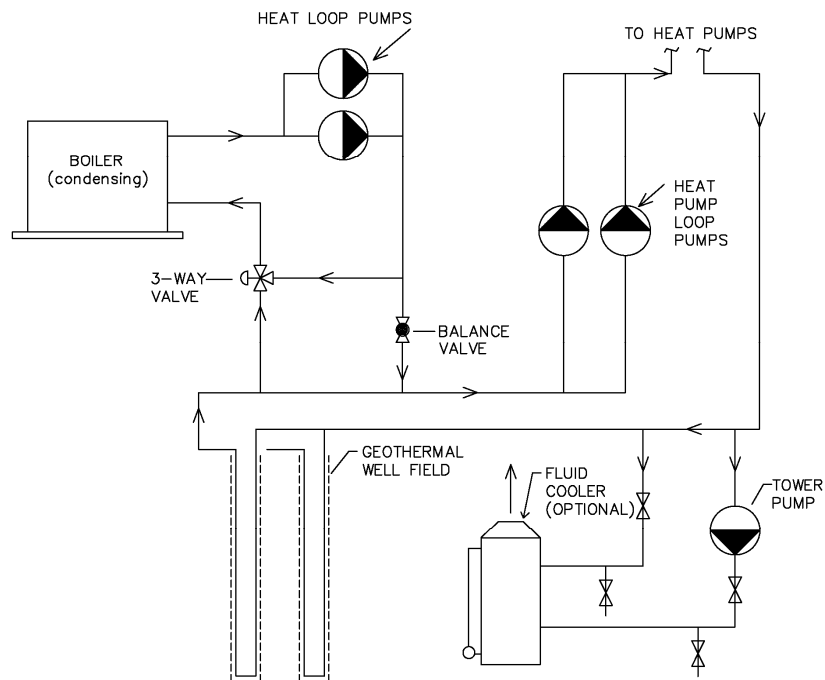 HEAT LOOP PUMPS
TO HEAT PUMPS
BOILER
(condensing)
HEAT
PUMP
LOOP
PUMPS
3-WAY
VALVE
BALANCE
VALVE
GEOTHERMAL
WELL FIELD
FLUID
COOLER
(OPTIONAL)
TOWER
PUMP